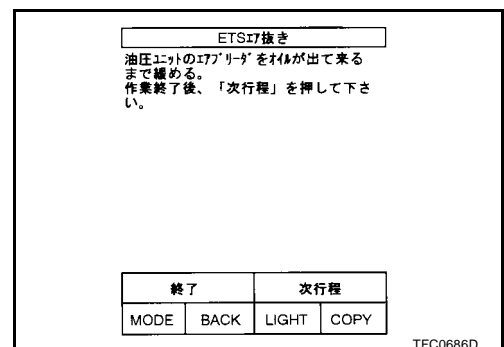 ETSｴｱ抜き
油圧ﾕﾆｯﾄのｴｱﾌﾞﾘｰﾀﾞをｵｲﾙが出て来る
まで緩める。
作業終了後、「次行程」を押して下さ
い。
終了 次行程
MODE BACK LIGHT COPY
TFC0686D